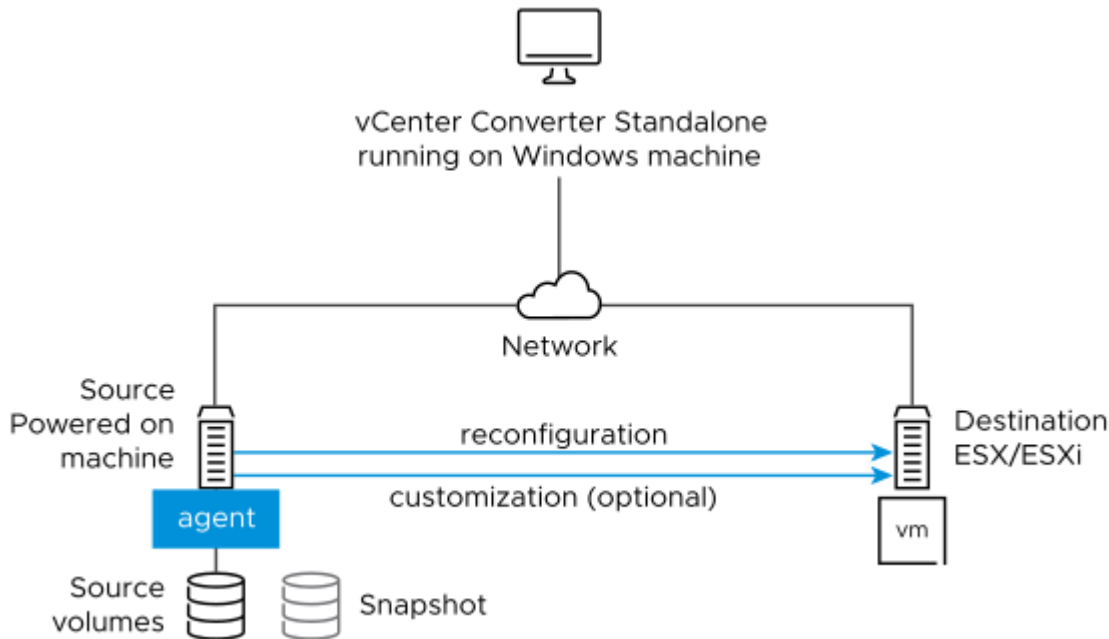 vCenter Converter Standalone
running on Windows machine
Network
Source
Powered on
machine
reconfiguration
customization (optional)
Destination
ESX/ESXi
agent
vm
Source
volumes
Snapshot